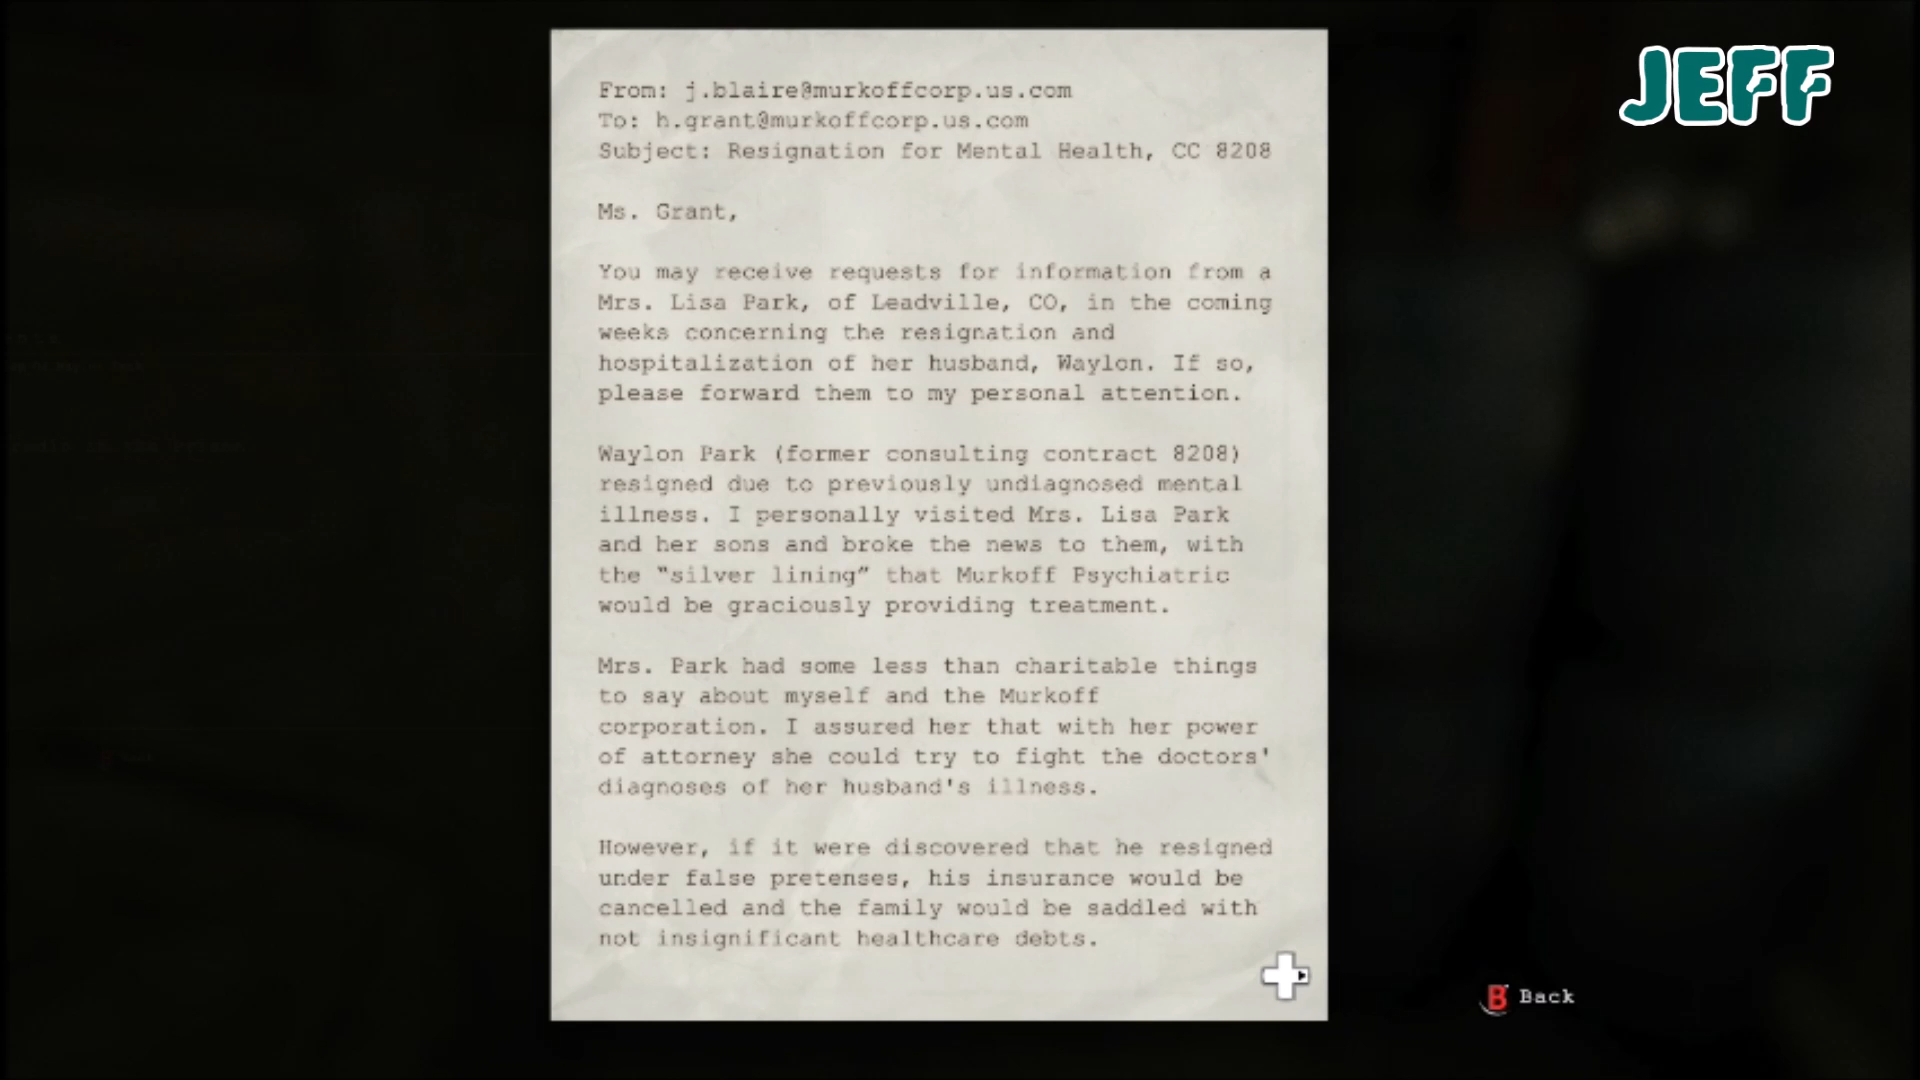 JEFF
From: j.blaire@murkoffcorp.us.com
To: h.grant@murkoffcorp.us.com
Subject: Resignation for Mental Health, CC 8208
Ms. Grant,
You may receive requests for information from a
Mrs. Lisa Park, of Leadville, CO, in the coming
weeks concerning the resignation and
hospitalization of her husband, Waylon. If so,
please forward them to my personal attention.
Waylon Park (former consulting contract 8208)
resigned due to previously undiagnosed mental
illness. I personally visited Mrs. Lisa Park
and her sons and broke the news to them, with
the "silver lining" that Murkoff Psychiatric
would be graciously providing treatment.
Mrs. Park had some less than charitable things
to say about myself and the Murkoff
corporation. I assured her that with her power
of attorney she could try to fight the doctors'
diagnoses of her husband's illness.
However, if it were discovered that he resigned
under false pretenses, his insurance would be
cancelled and the family would be saddled with
not insignificant healthcare debts.
B Back